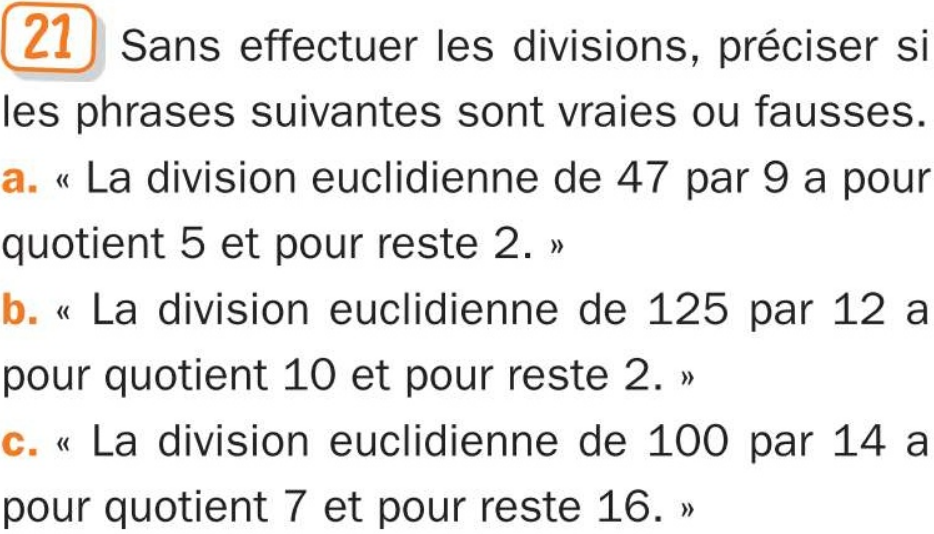 21 Sans effectuer les divisions, préciser si
les phrases suivantes sont vraies ou fausses.
a. « La division euclidienne de 47 par 9 a pour
quotient 5 et pour reste 2. »
b. « La division euclidienne de 125 par 12 a
pour quotient 10 et pour reste 2. »
c. « La division euclidienne de 100 par 14 a
pour quotient 7 et pour reste 16. »